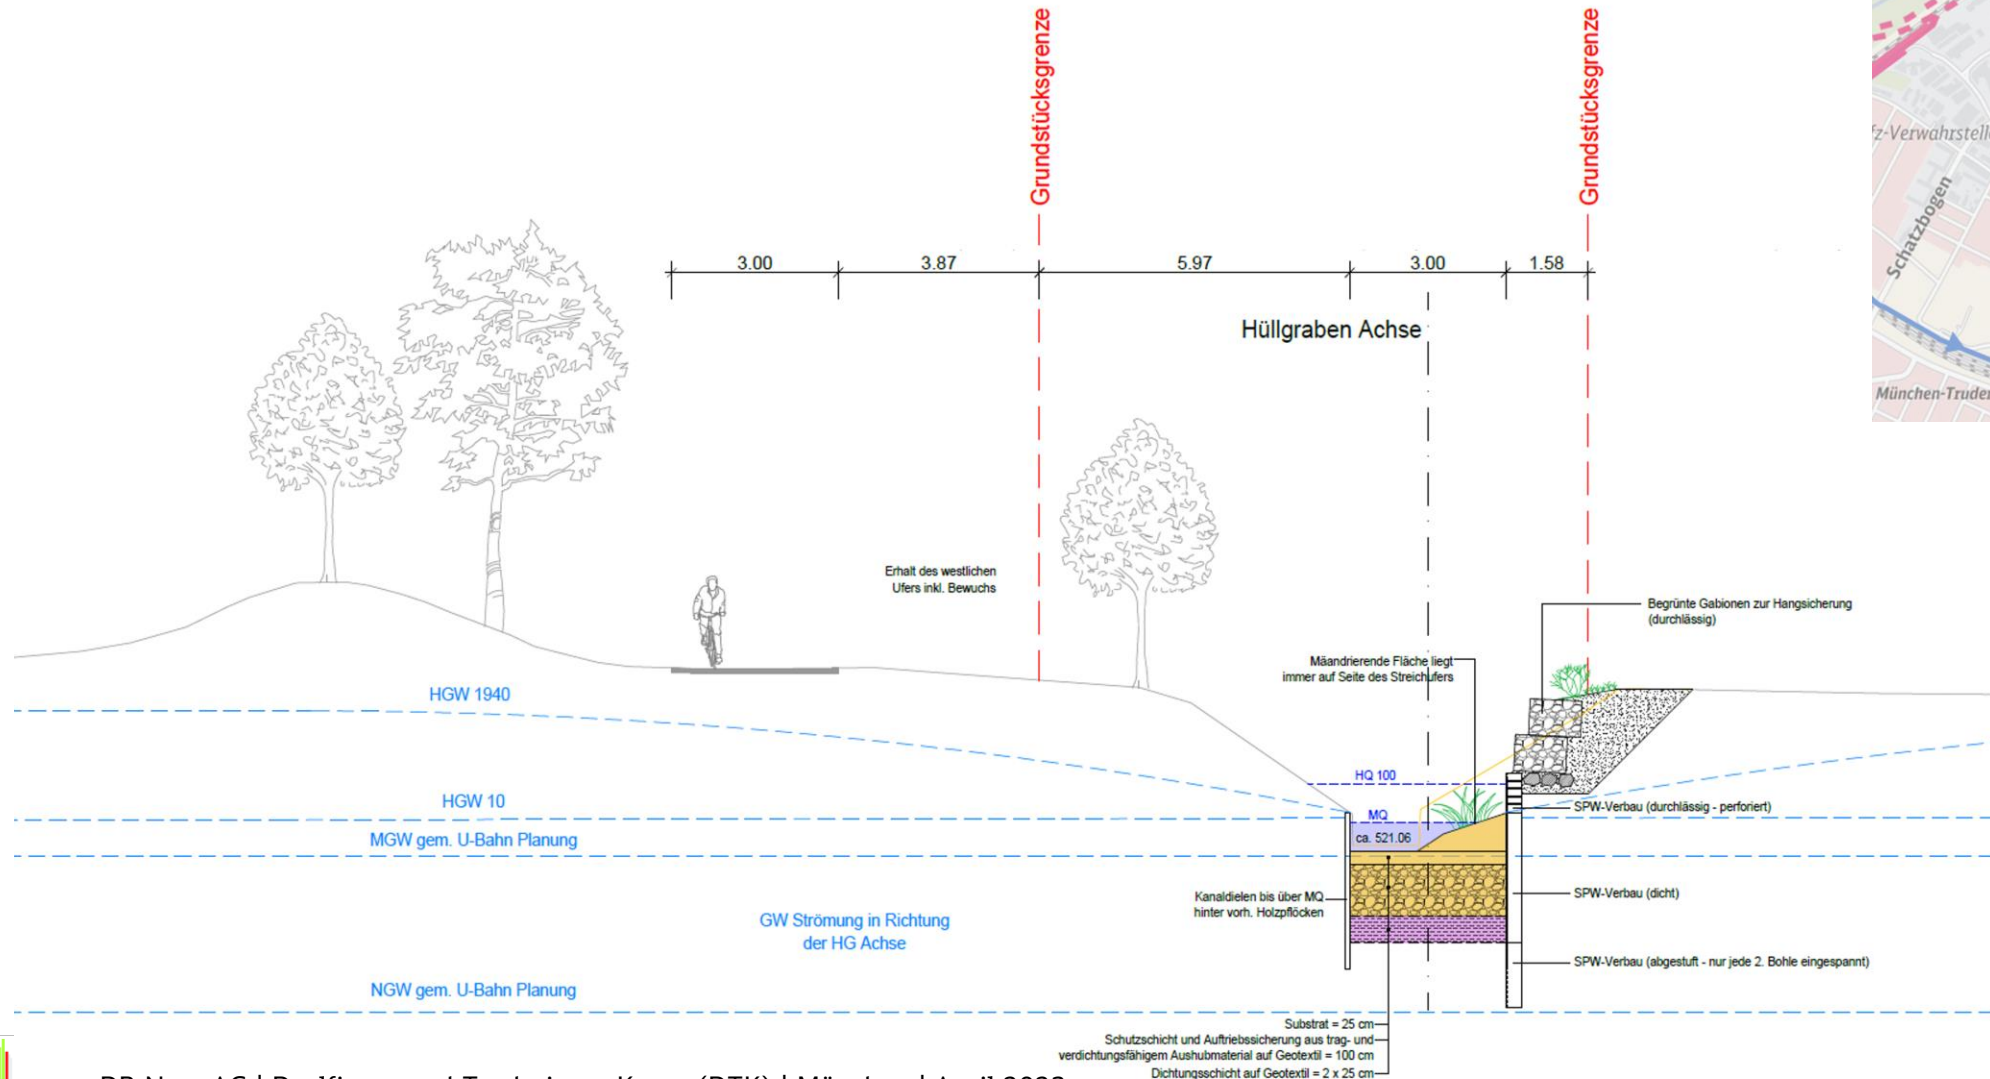 Grundstücksgrenze
Grundstücksgrenze
3.00
3.87
5.97
3.00
1.58
Hüllgraben Achse
Schatzbogen
Erhalt des westlichen
Ufers inkl. Bewuchs
Begrünte Gabionen zur Hangsicherung
(durchlässig)
Mäandrierende Fläche liegt
immer auf Seite des Streichufers
HGW 1940
HQ 100
HGW 10
MQ
ca. 521.06
SPW-Verbau (durchlässig - perforiert)
MGW gem. U-Bahn Planung
Kanaldielen bis über MQ
hinter vorh. Holzpflöcken
SPW-Verbau (dicht)
GW Strömung in Richtung
der HG Achse
SPW-Verbau (abgestuft - nur jede 2. Bohle eingespannt)
NGW gem. U-Bahn Planung
Substrat = 25 cm
Schutzschicht und Auftriebssicherung aus trag- und
verdichtungsfähigem Aushubmaterial auf Geotextil = 100 cm
Dichtungsschicht auf Geotextil = 2 x 25 cm